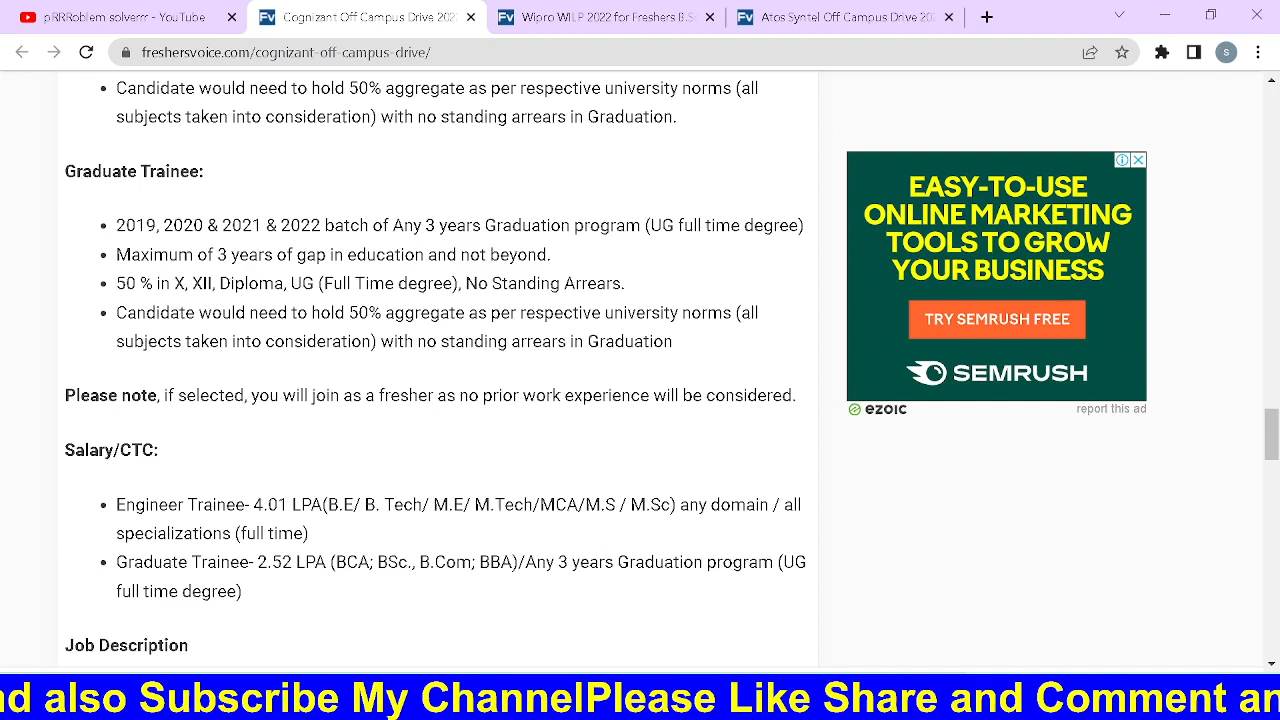 pRRoblem solverrr - YouTube
Cognizant Off Campus Drive 202
Wipro WILP 2022 for Freshers B.S
Atos Syntel Off Campus Drive 20
freshersvoice.com/cognizant-off-campus-drive/
S
Candidate would need to hold 50% aggregate as per respective university norms (all
subjects taken into consideration) with no standing arrears in Graduation.
Graduate Trainee:
2019, 2020 & 2021 & 2022 batch of Any 3 years Graduation program (UG full time degree)
Maximum of 3 years of gap in education and not beyond.
50 % in X, XII, Diploma, UG (Full Time degree), No Standing Arrears.
Candidate would need to hold 50% aggregate as per respective university norms (all
subjects taken into consideration) with no standing arrears in Graduation
Please note, if selected, you will join as a fresher as no prior work experience will be considered.
Salary/CTC:
Engineer Trainee- 4.01 LPA(B.E/ B. Tech/ M.E/ M.Tech/MCA/M.S / M.Sc) any domain / all
specializations (full time)
Graduate Trainee- 2.52 LPA (BCA; BSc., B.Com; BBA)/Any 3 years Graduation program (UG
full time degree)
Job Description
EASY-TO-USE
ONLINE MARKETING
TOOLS TO GROW
YOUR BUSINESS
TRY SEMRUSH FREE
SEMRUSH
ezoic
report this ad
nd also Subscribe My ChannelPlease Like Share and Comment an